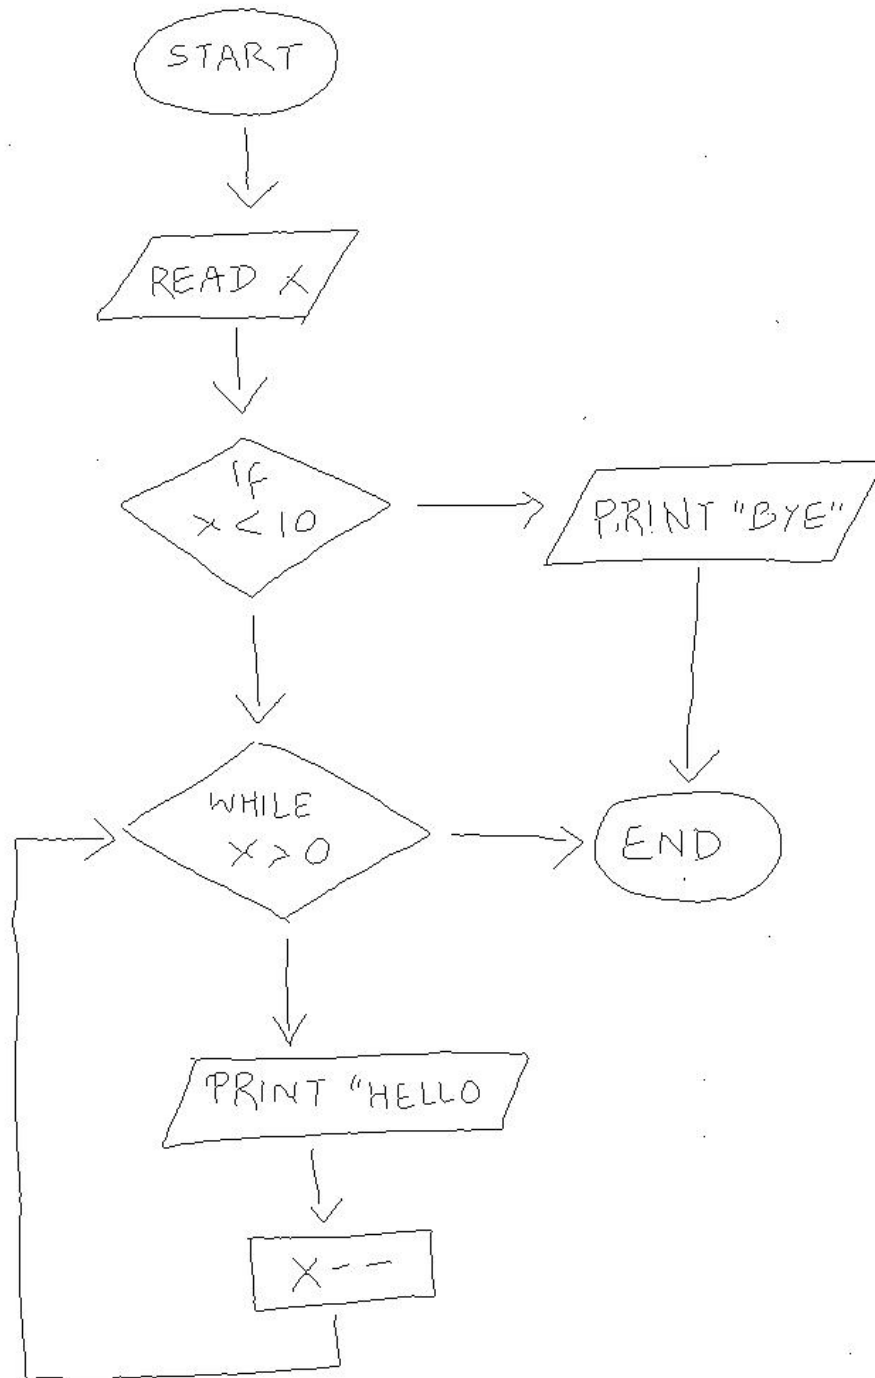 START
READ X
IF
x < 10
PRINT "BYE"
WHILE
x > 0
END
PRINT "HELLO
X--